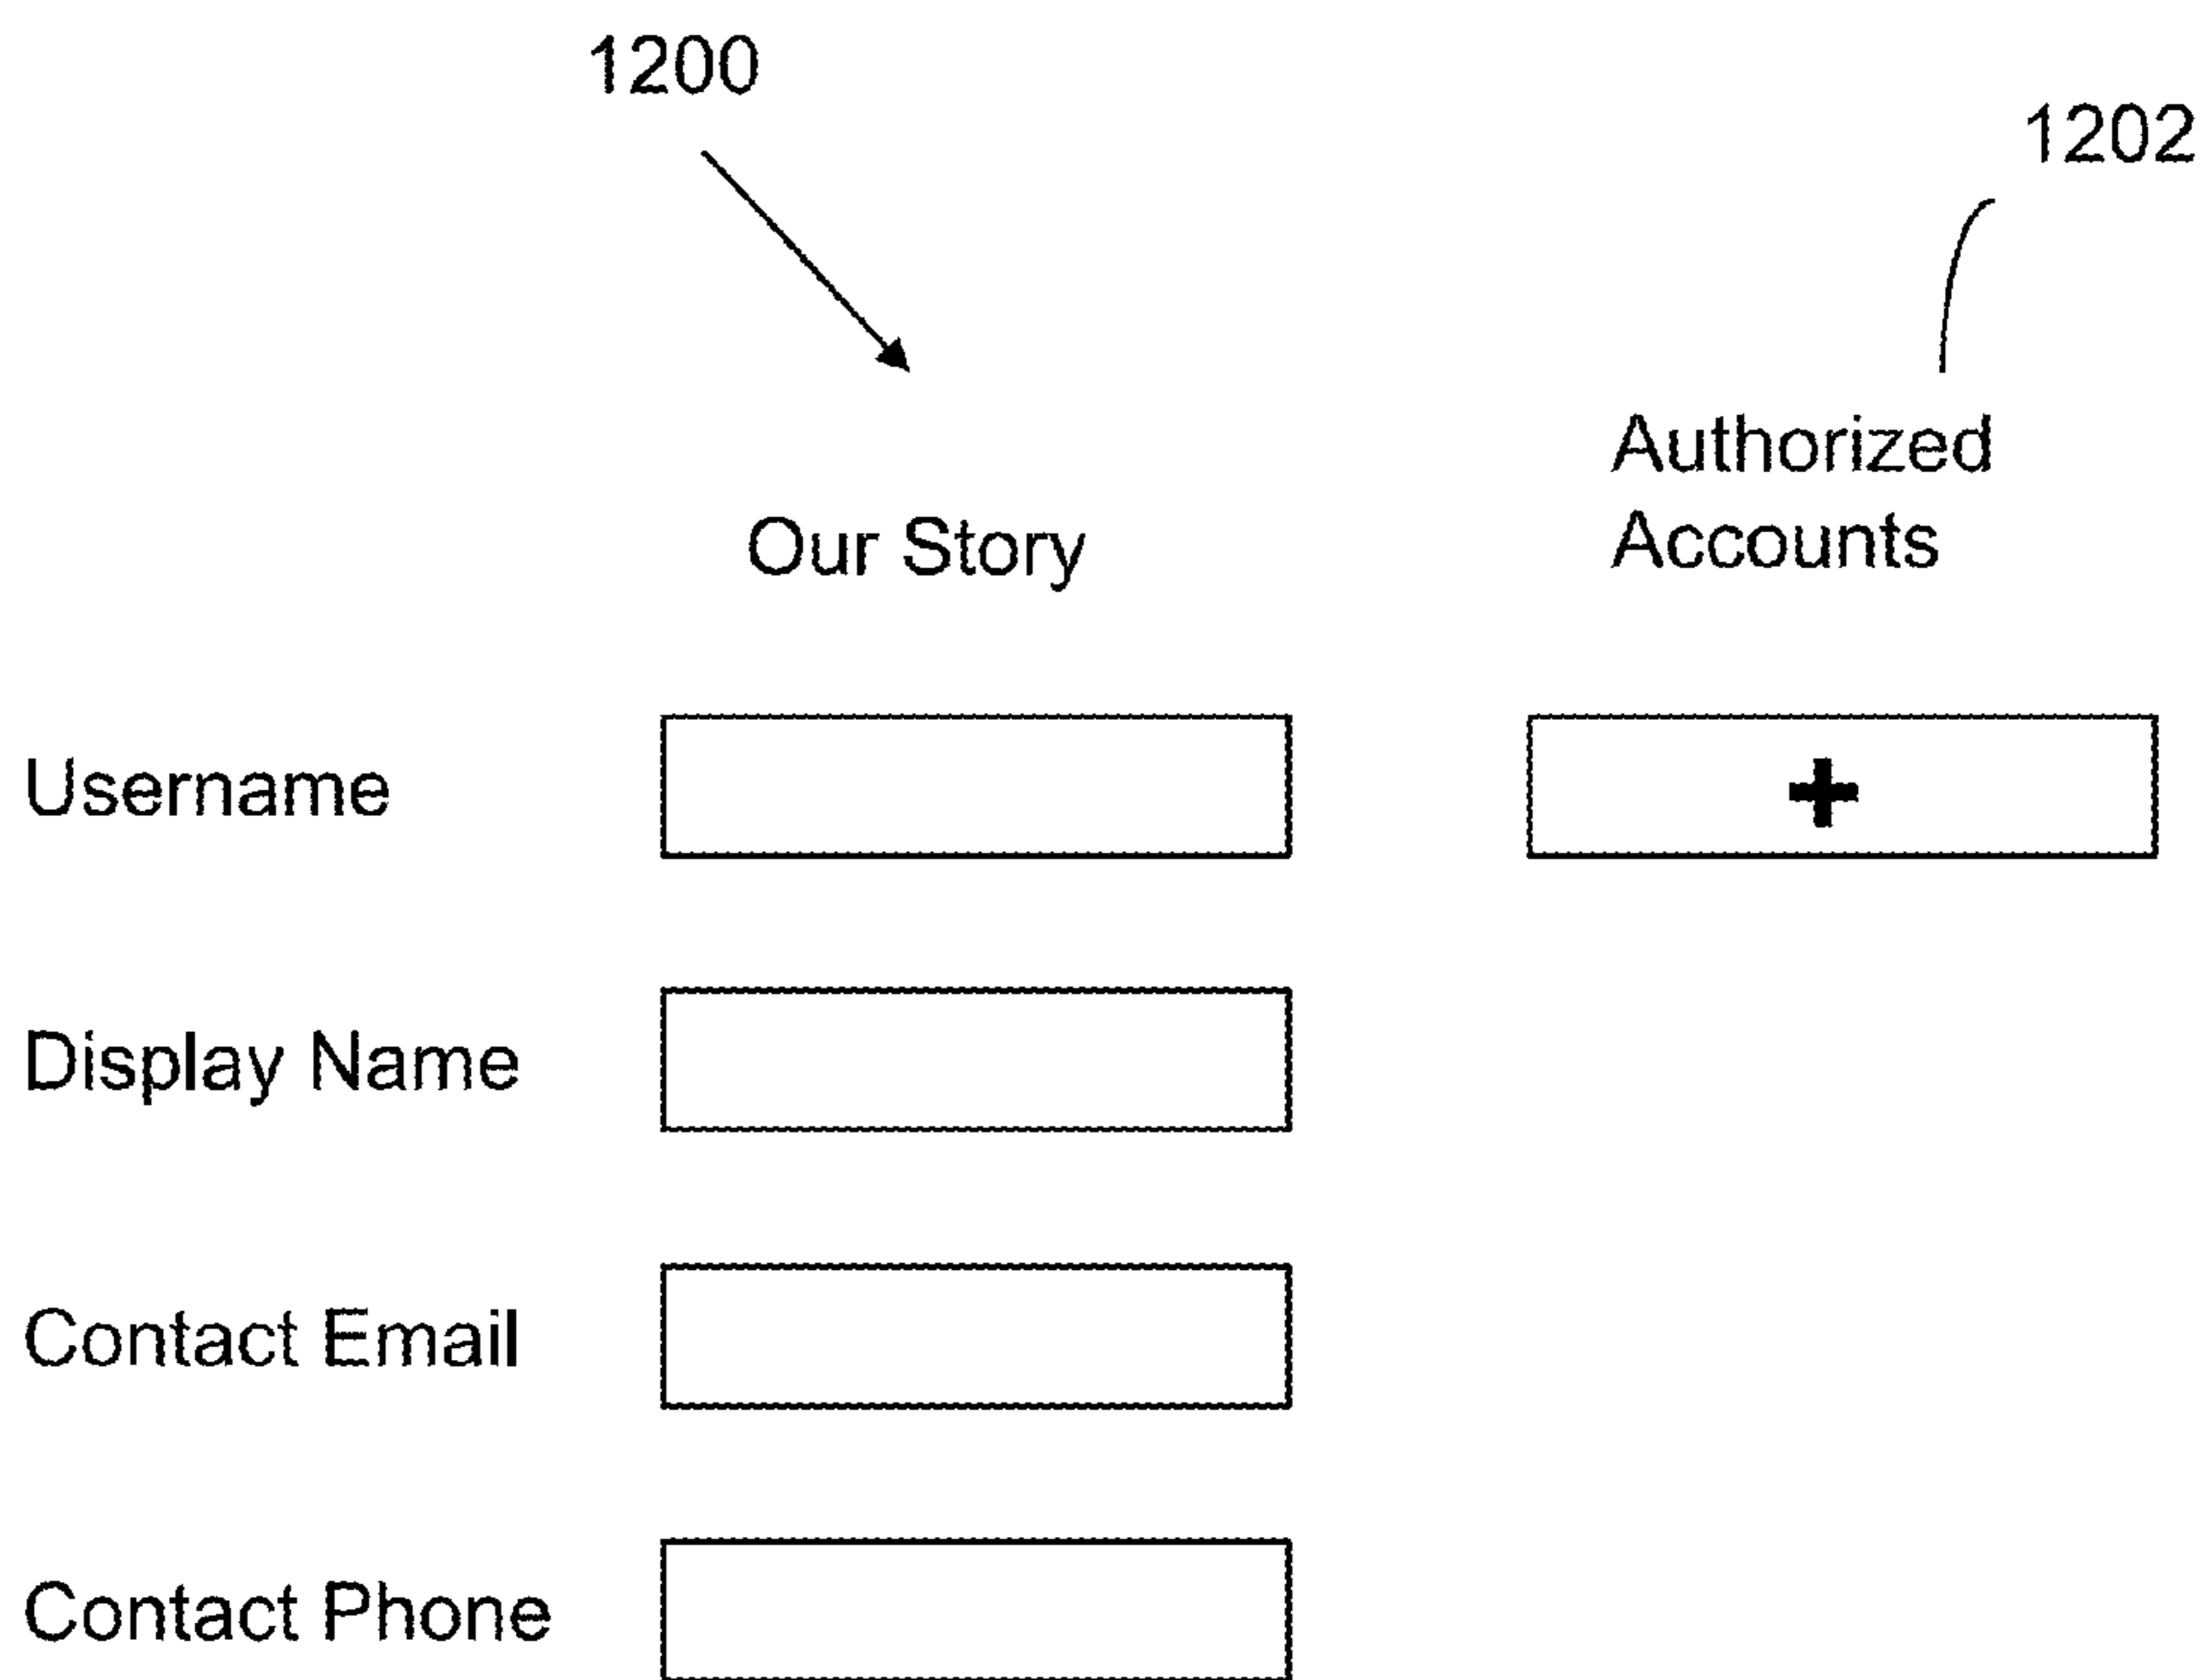 1200
1202
Authorized
Accounts
Our Story
Username
+
Display Name
Contact Email
Contact Phone